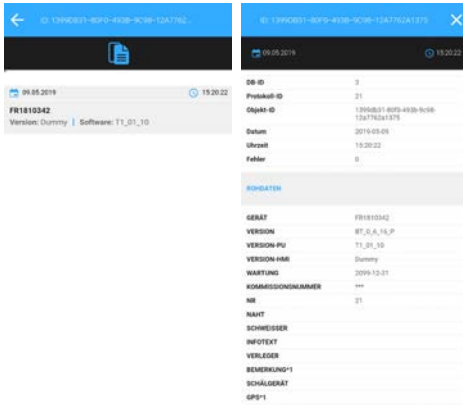 ID: 1399DB31-80F0-493B-9C98-12A7762...
09.05.2019 15:20:22
FR1810342
Version: Dummy | Software: T1_01_10
ID: 1399DB31-80F0-493B-9C98-12A7762A1375
09.05.2019 15:20:22
DB-ID 3
Protokoll-ID 21
Objekt-ID 1399db31-80f0-493b-9c98-
12a7762a1375
Datum 2019-05-09
Uhrzeit 15:20:22
Fehler 0
ROHDATEN
GERÄT FR1810342
VERSION BT_0_6_16_P
VERSION-PU T1_01_10
VERSION-HMI Dummy
WARTUNG 2099-12-31
KOMMISSIONSNUMMER ***
NR 21
NAHT
SCHWEISSER
INFOTEXT
VERLEGER
BEMERKUNG^1
SCHÄLGERÄT
GPS^1